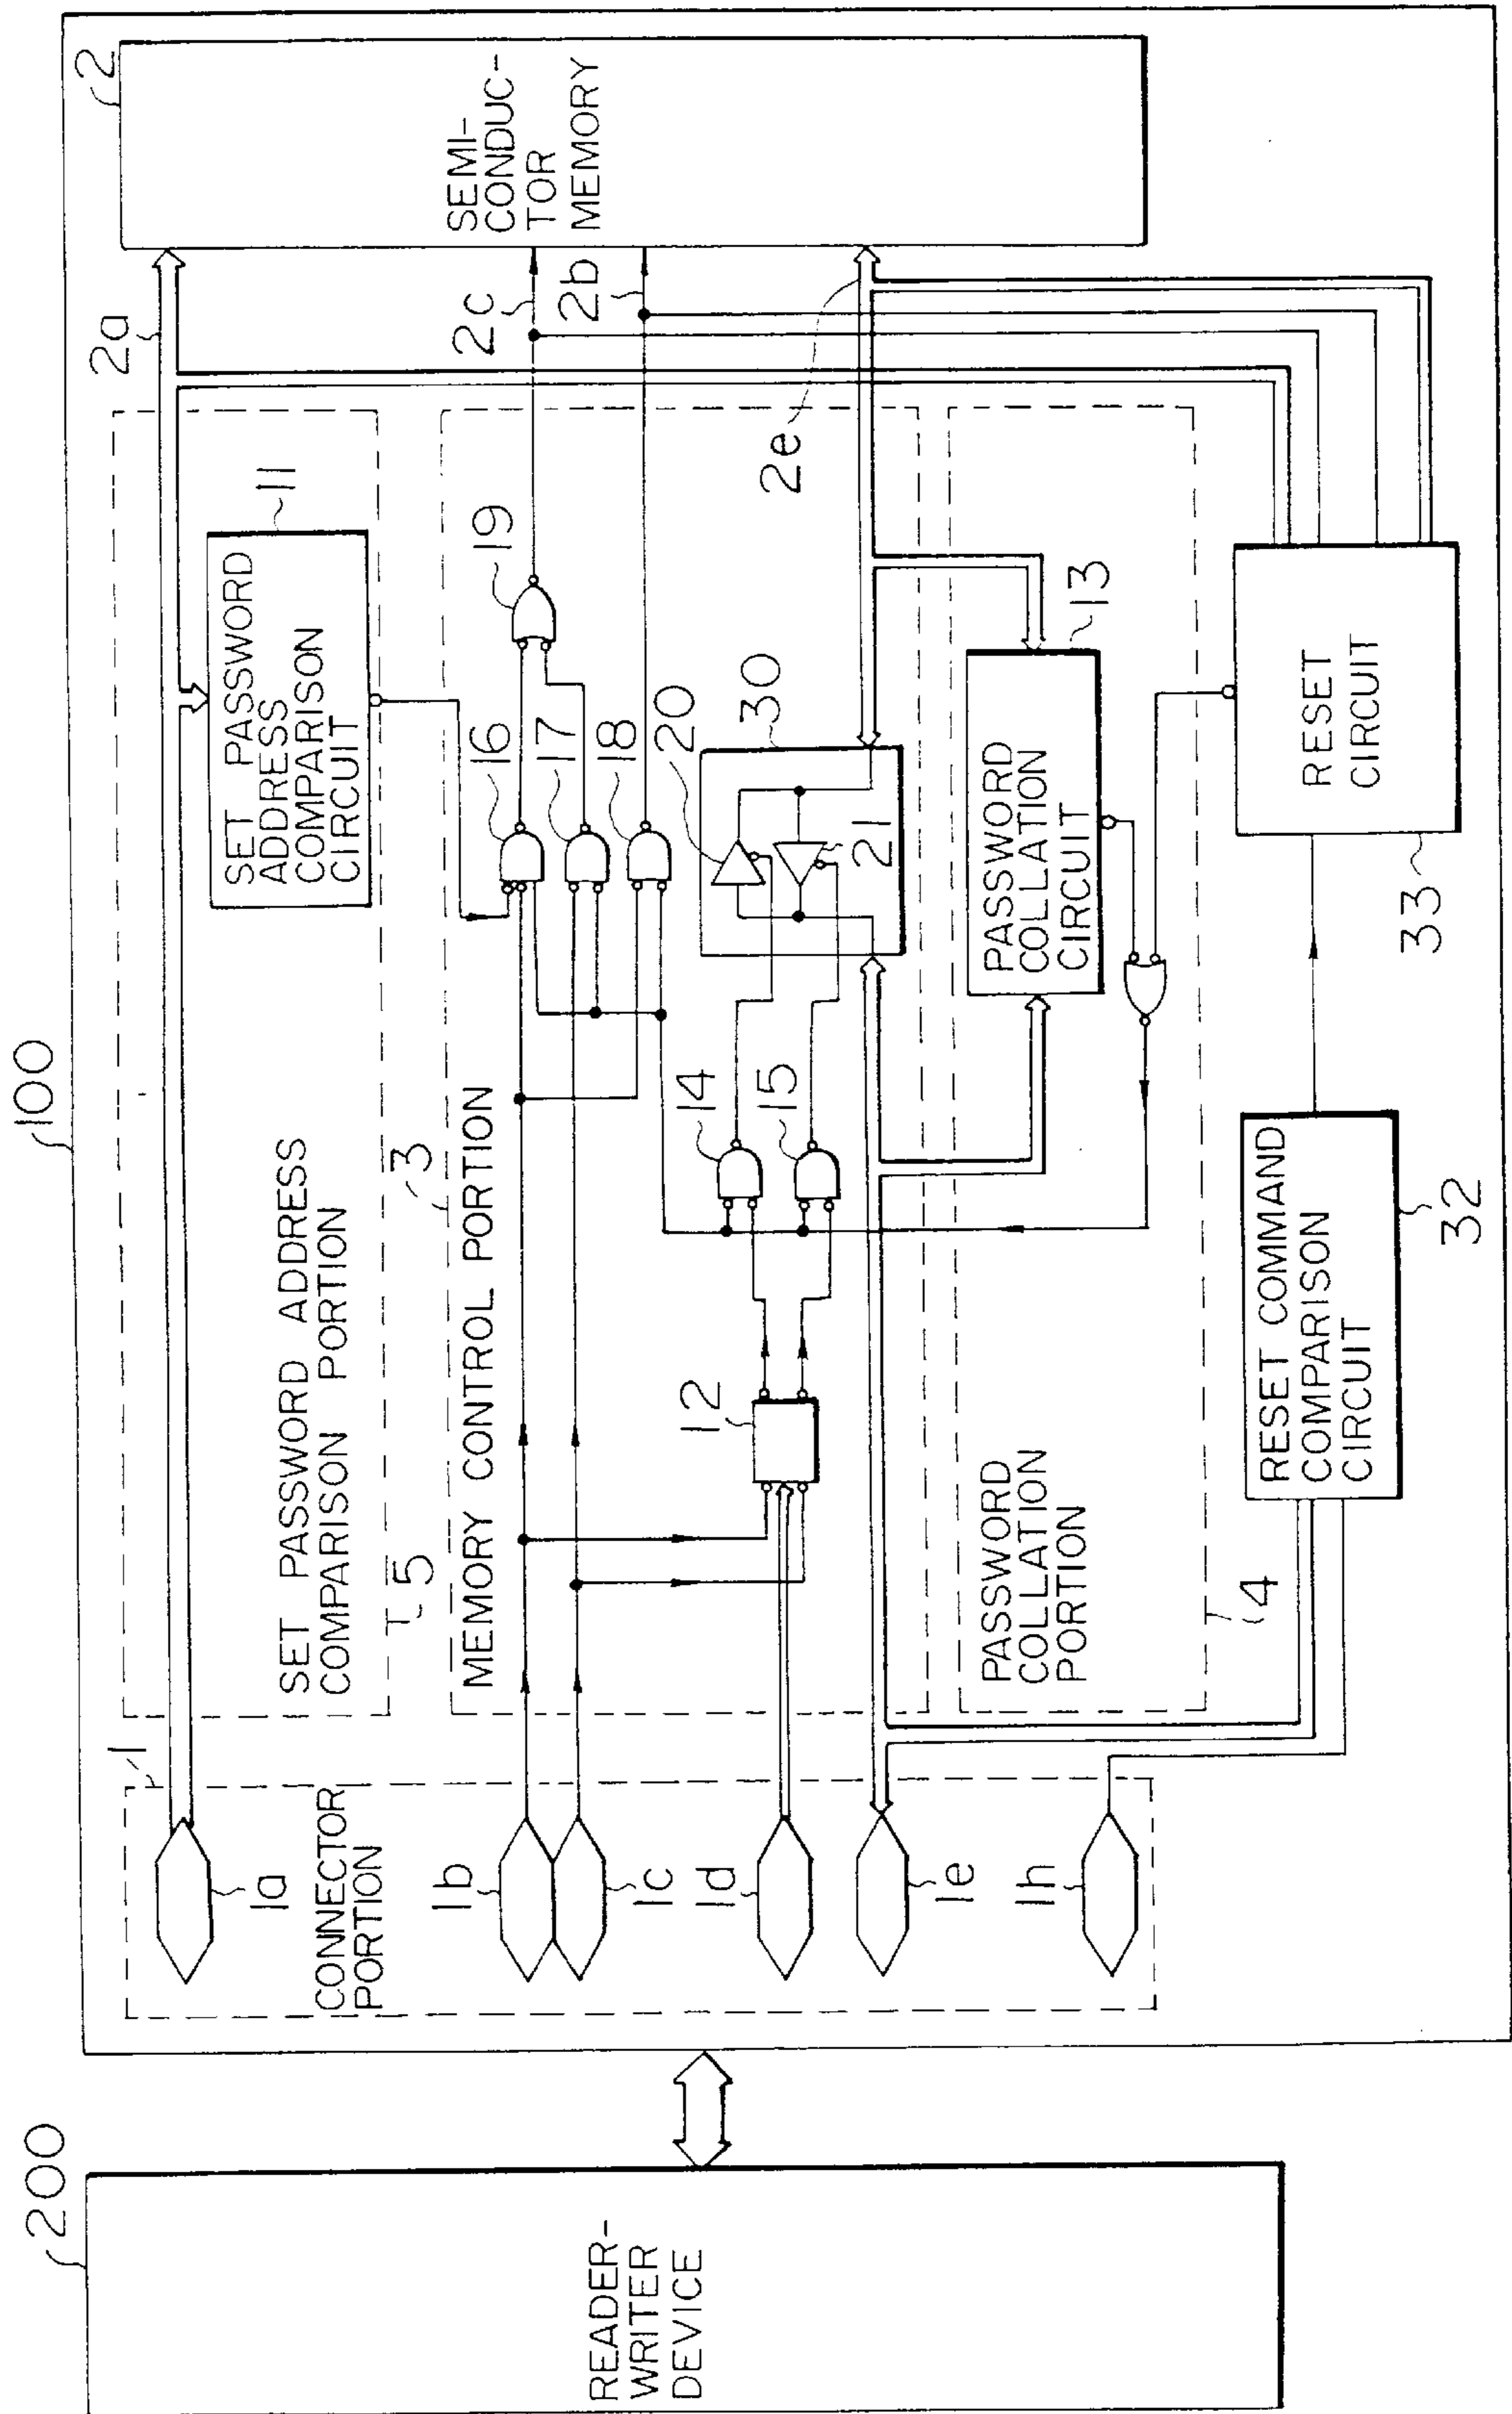 200
READER-
WRITER
DEVICE
100
1
CONNECTOR
PORTION
1a
1b
1c
1d
1e
1h
SET PASSWORD ADDRESS
COMPARISON PORTION
5
SET PASSWORD
ADDRESS
COMPARISON
CIRCUIT
11
2a
3
MEMORY CONTROL PORTION
12
14
15
16
17
18
19
20
21
30
2c
2b
2e
2
SEMI-
CONDUC-
TOR
MEMORY
PASSWORD
COLLATION
PORTION
4
PASSWORD
COLLATION
CIRCUIT
13
RESET COMMAND
COMPARISON
CIRCUIT
32
RESET
CIRCUIT
33